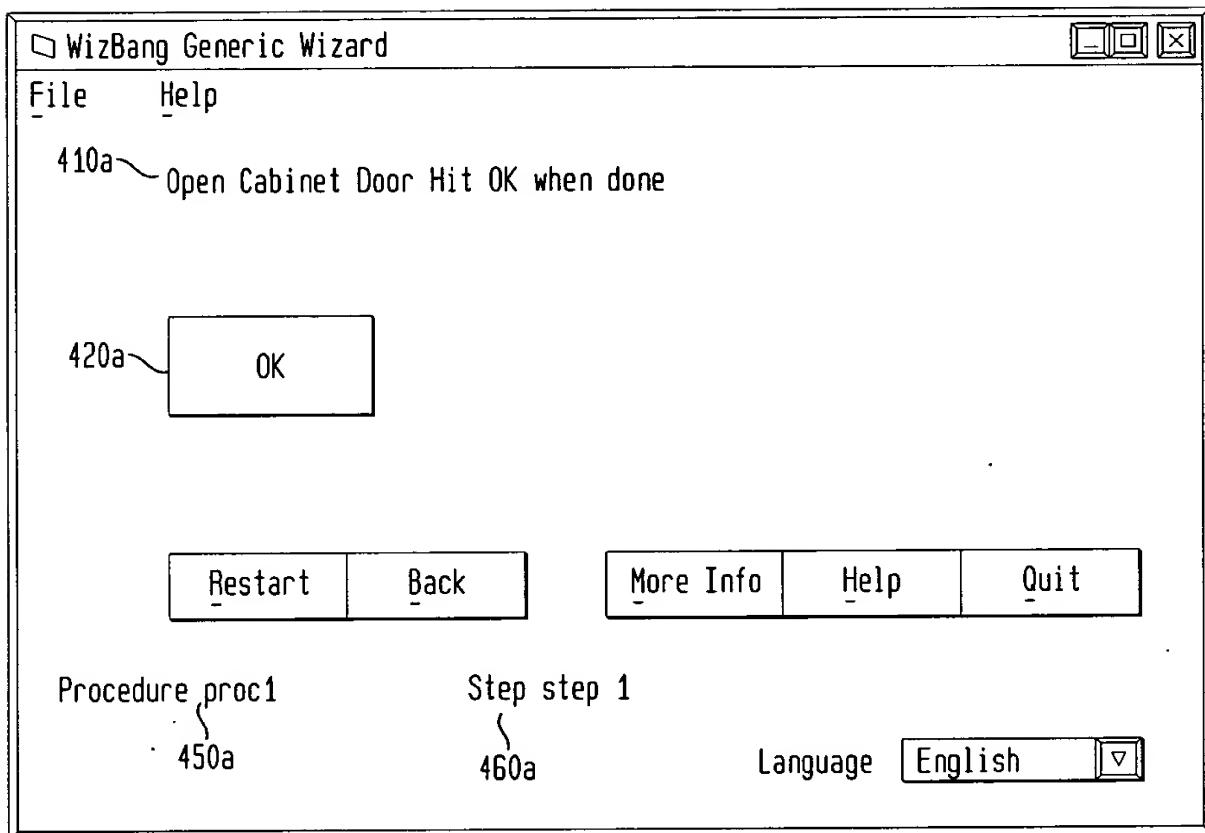 WizBang Generic Wizard
File Help
410a Open Cabinet Door Hit OK when done
420a OK
Restart Back More Info Help Quit
Procedure proc1 Step step 1
450a 460a
Language English